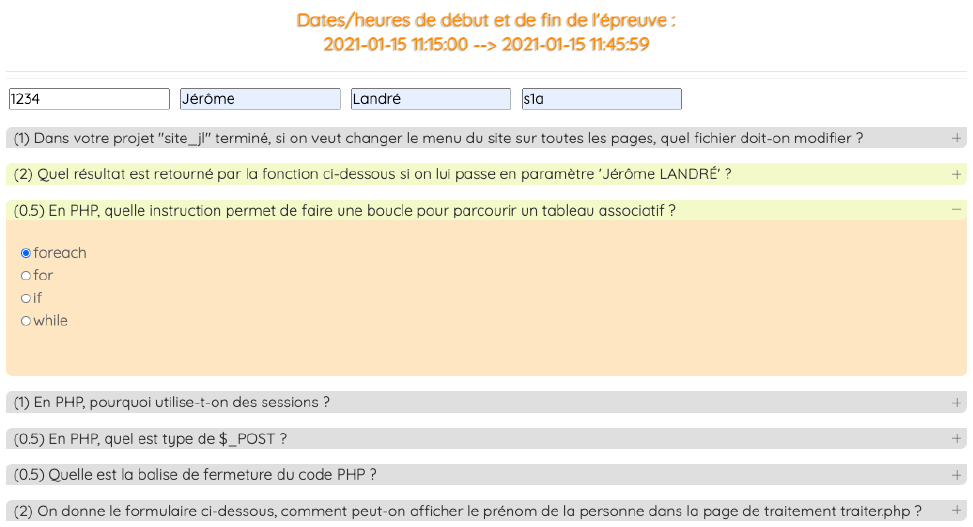 Dates/heures de début et de fin de l'épreuve :
2021-01-15 11:15:00 --> 2021-01-15 11:45:59
1234 Jérôme Landré s1a
(1) Dans votre projet "site_jl" terminé, si on veut changer le menu du site sur toutes les pages, quel fichier doit-on modifier ? +
(2) Quel résultat est retourné par la fonction ci-dessous si on lui passe en paramètre 'Jérôme LANDRÉ' ? +
(0.5) En PHP, quelle instruction permet de faire une boucle pour parcourir un tableau associatif ? −
foreach
for
if
while
(1) En PHP, pourquoi utilise-t-on des sessions ? +
(0.5) En PHP, quel est type de $_POST ? +
(0.5) Quelle est la balise de fermeture du code PHP ? +
(2) On donne le formulaire ci-dessous, comment peut-on afficher le prénom de la personne dans la page de traitement traiter.php ? +